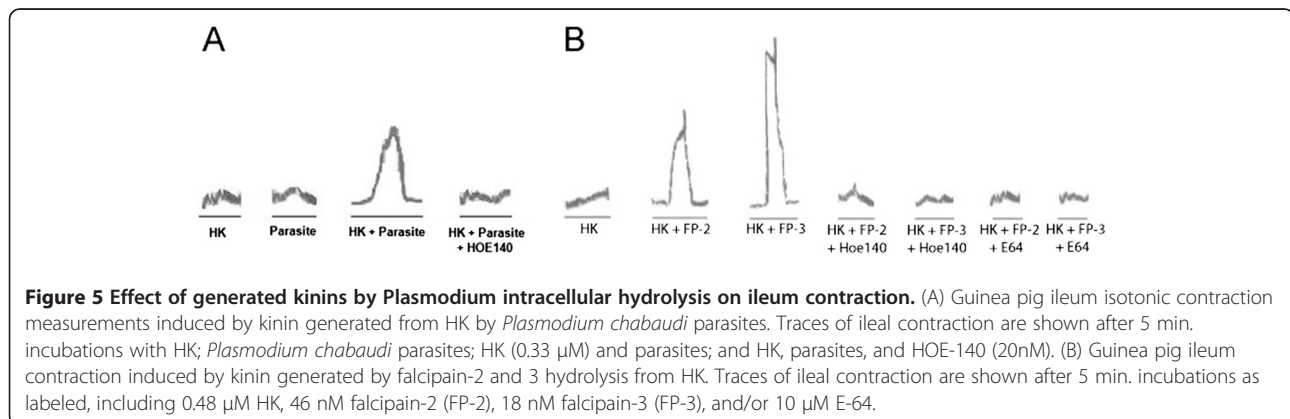 A
B
HK
Parasite
HK + Parasite
HK + Parasite
+ HOE140
HK
HK + FP-2
HK + FP-3
HK + FP-2
+ Hoe140
HK + FP-3
+ Hoe140
HK + FP-2
+ E64
HK + FP-3
+ E64
Figure 5 Effect of generated kinins by Plasmodium intracellular hydrolysis on ileum contraction. (A) Guinea pig ileum isotonic contraction
measurements induced by kinin generated from HK by Plasmodium chabaudi parasites. Traces of ileal contraction are shown after 5 min.
incubations with HK; Plasmodium chabaudi parasites; HK (0.33 μM) and parasites; and HK, parasites, and HOE-140 (20nM). (B) Guinea pig ileum
contraction induced by kinin generated by falcipain-2 and 3 hydrolysis from HK. Traces of ileal contraction are shown after 5 min. incubations as
labeled, including 0.48 μM HK, 46 nM falcipain-2 (FP-2), 18 nM falcipain-3 (FP-3), and/or 10 μM E-64.